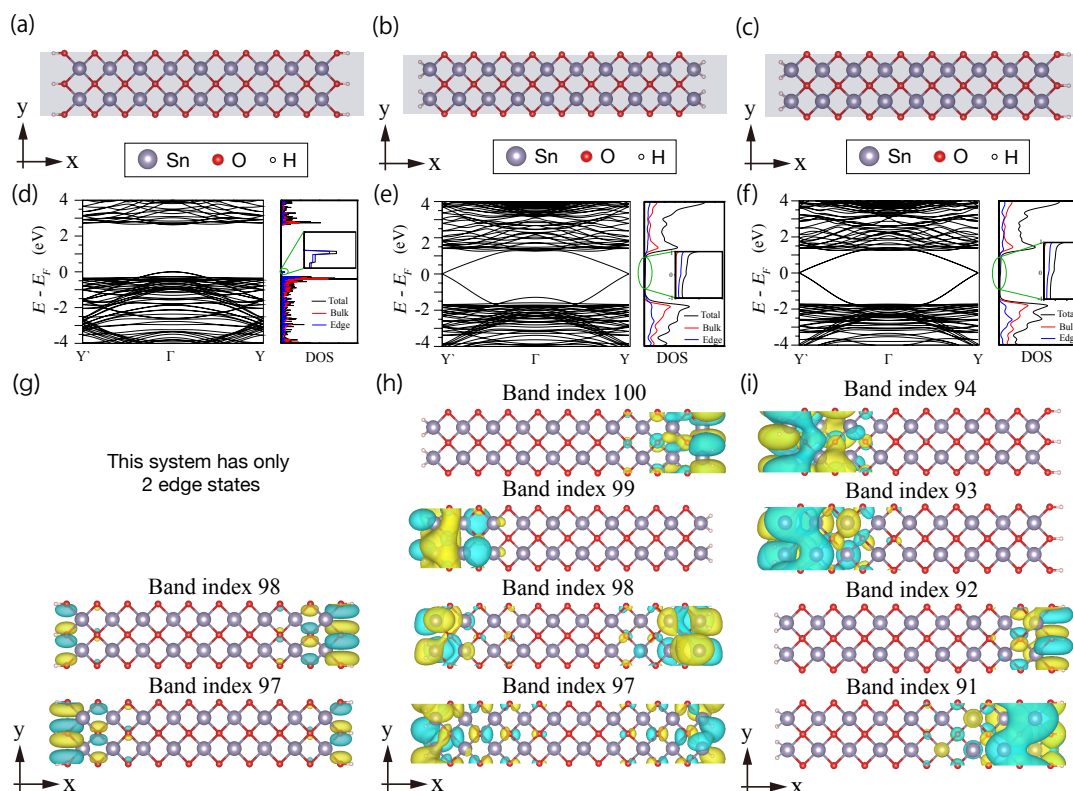 (a)
(b)
(c)
y
x
Sn O H
y
x
Sn O H
y
x
Sn O H
(d)
4
2
0
-2
-4
E - E_F (eV)
Y` Γ Y
Total
Bulk
Edge
DOS
(e)
4
2
0
-2
-4
E - E_F (eV)
Y` Γ Y
Total
Bulk
Edge
DOS
(f)
4
2
0
-2
-4
E - E_F (eV)
Y` Γ Y
Total
Bulk
Edge
DOS
(g)
This system has only
2 edge states
Band index 98
Band index 97
y
x
(h)
Band index 100
Band index 99
Band index 98
Band index 97
y
x
(i)
Band index 94
Band index 93
Band index 92
Band index 91
y
x